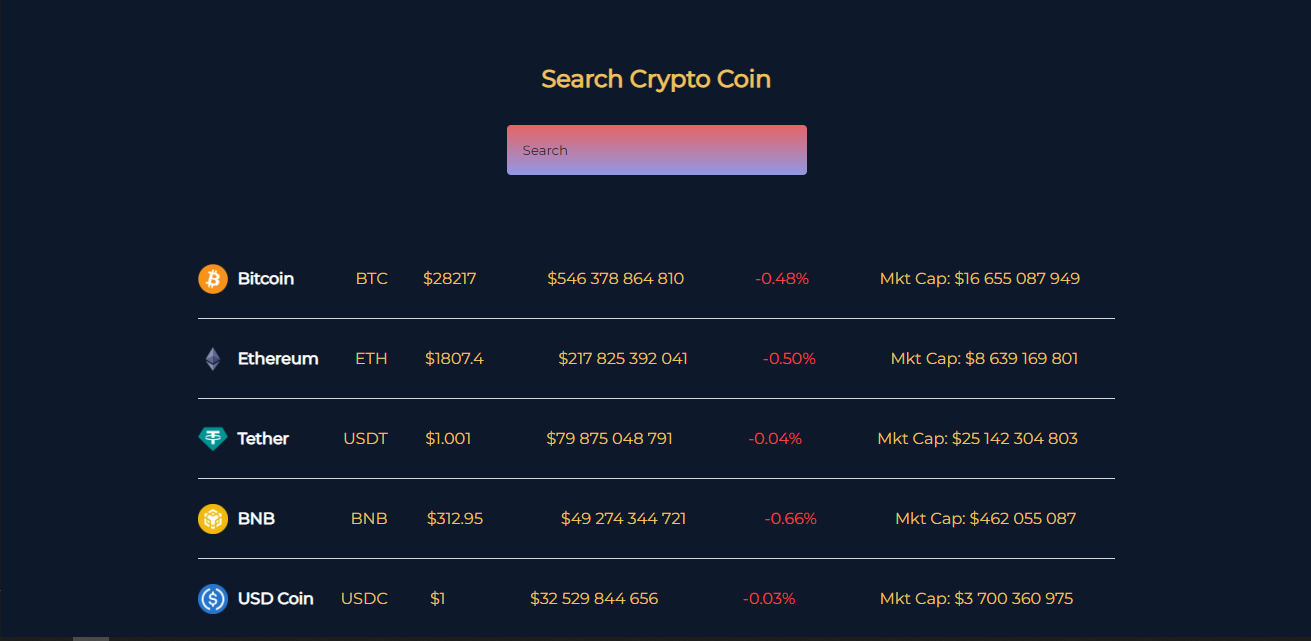 Search Crypto Coin
Search
Bitcoin BTC $28217 $546 378 864 810 -0.48% Mkt Cap: $16 655 087 949
Ethereum ETH $1807.4 $217 825 392 041 -0.50% Mkt Cap: $8 639 169 801
Tether USDT $1.001 $79 875 048 791 -0.04% Mkt Cap: $25 142 304 803
BNB BNB $312.95 $49 274 344 721 -0.66% Mkt Cap: $462 055 087
USD Coin USDC $1 $32 529 844 656 -0.03% Mkt Cap: $3 700 360 975